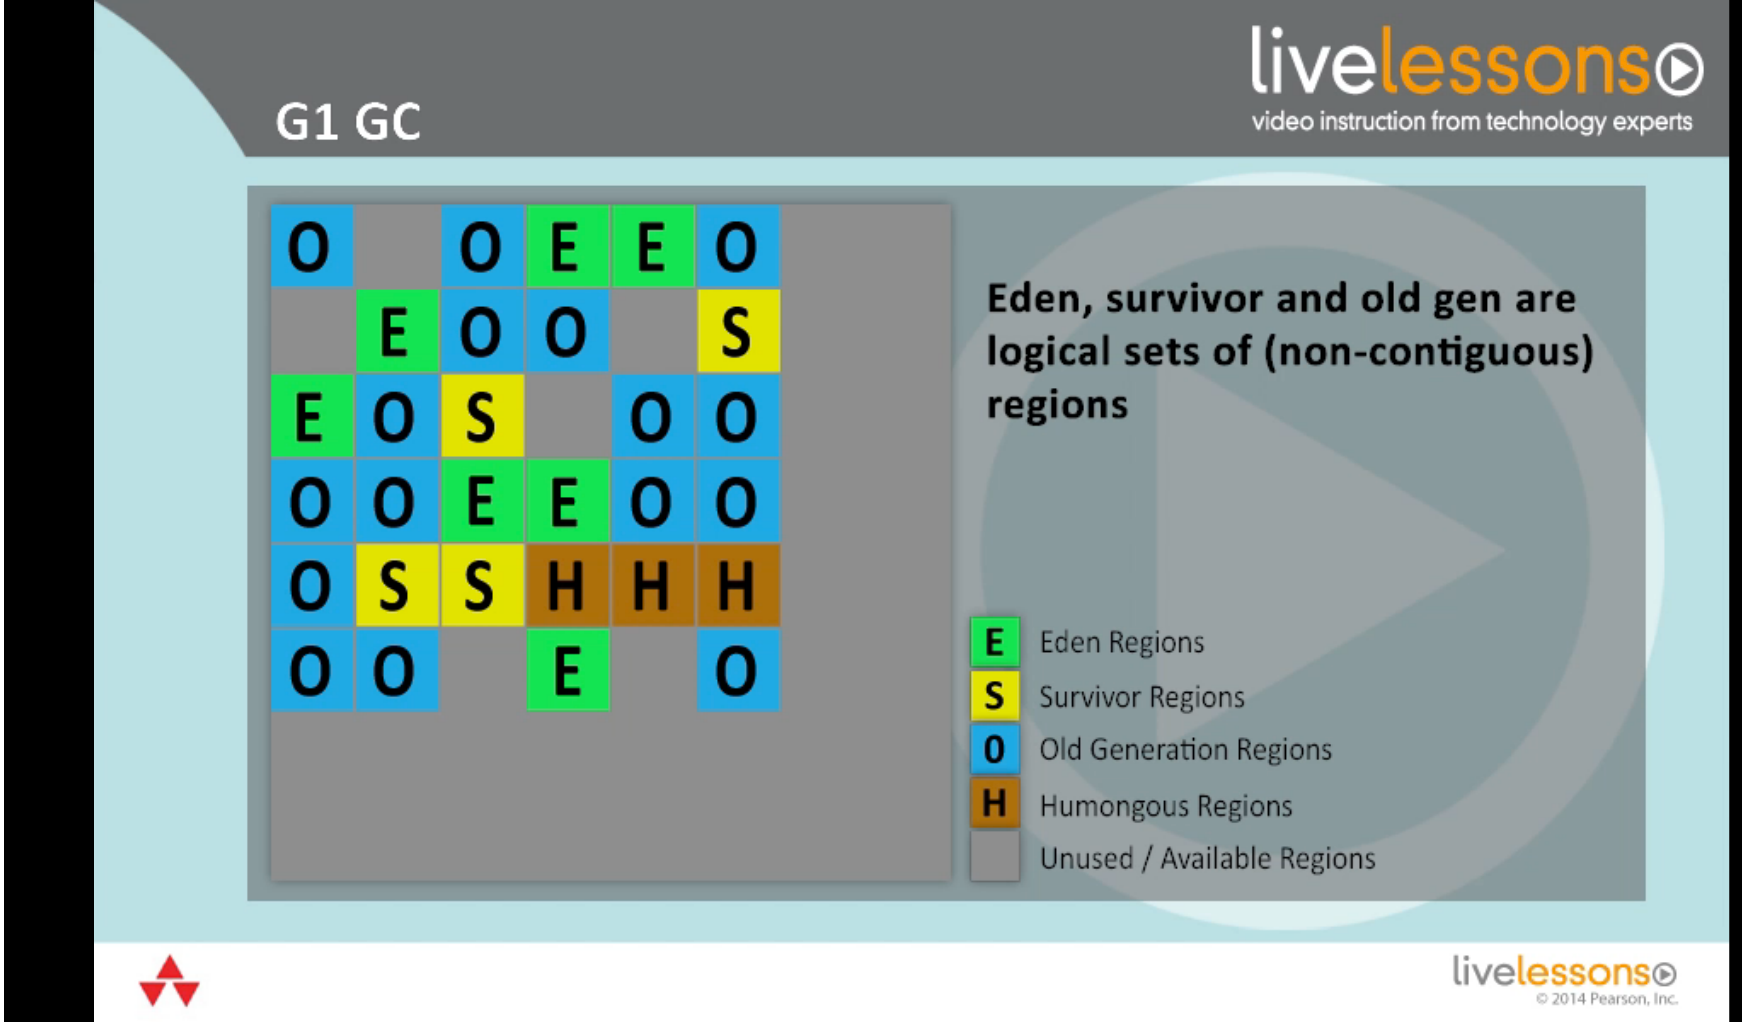 livelessons
video instruction from technology experts
G1 GC
O O E E O
E O O S
E O S O O
O O E E O O
O S S H H H
O O E O
Eden, survivor and old gen are
logical sets of (non-contiguous)
regions
E Eden Regions
S Survivor Regions
O Old Generation Regions
H Humongous Regions
Unused / Available Regions
livelessons
© 2014 Pearson, Inc.